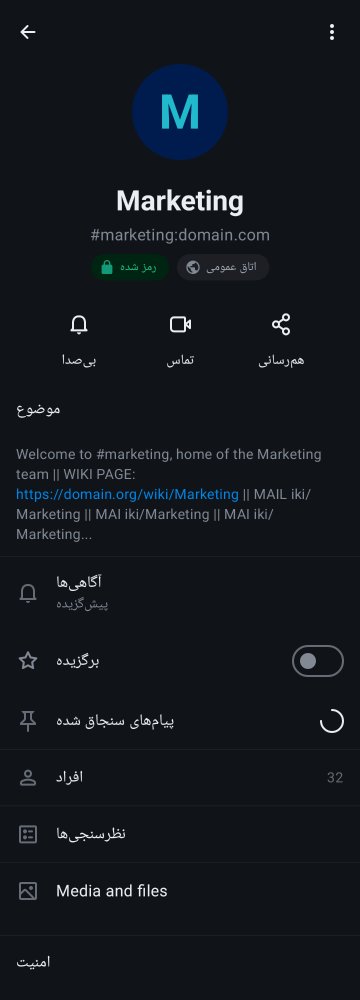 M
Marketing
#marketing:domain.com
رمز شده
اتاق عمومی
بی‌صدا
تماس
هم‌رسانی
موضوع
Welcome to #marketing, home of the Marketing
team || WIKI PAGE:
https://domain.org/wiki/Marketing || MAIL iki/
Marketing || MAI iki/Marketing || MAI iki/
Marketing...
آگاهی‌ها
پیش‌گزیده
برگزیده
پیام‌های سنجاق شده
افراد
32
نظرسنجی‌ها
Media and files
امنیت